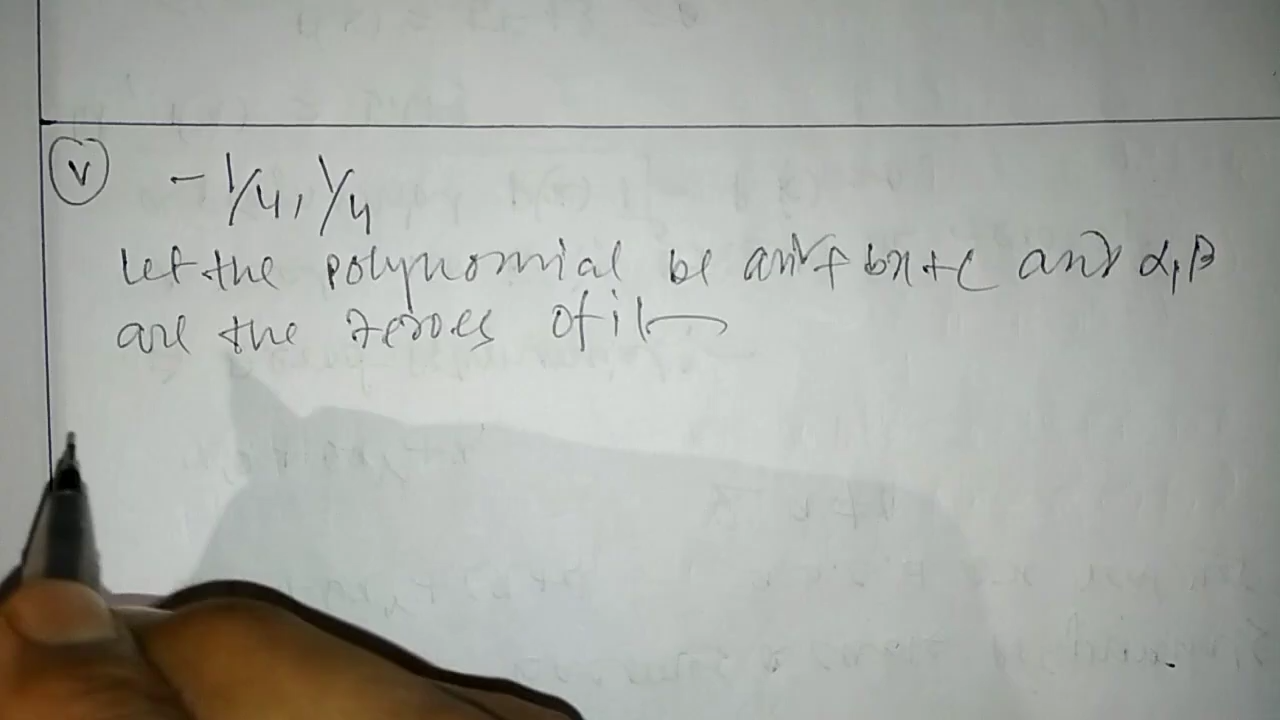 (v) -1/4, 1/4
Let the polynomial be ax²+bx+c and α,β
are the zeroes of it